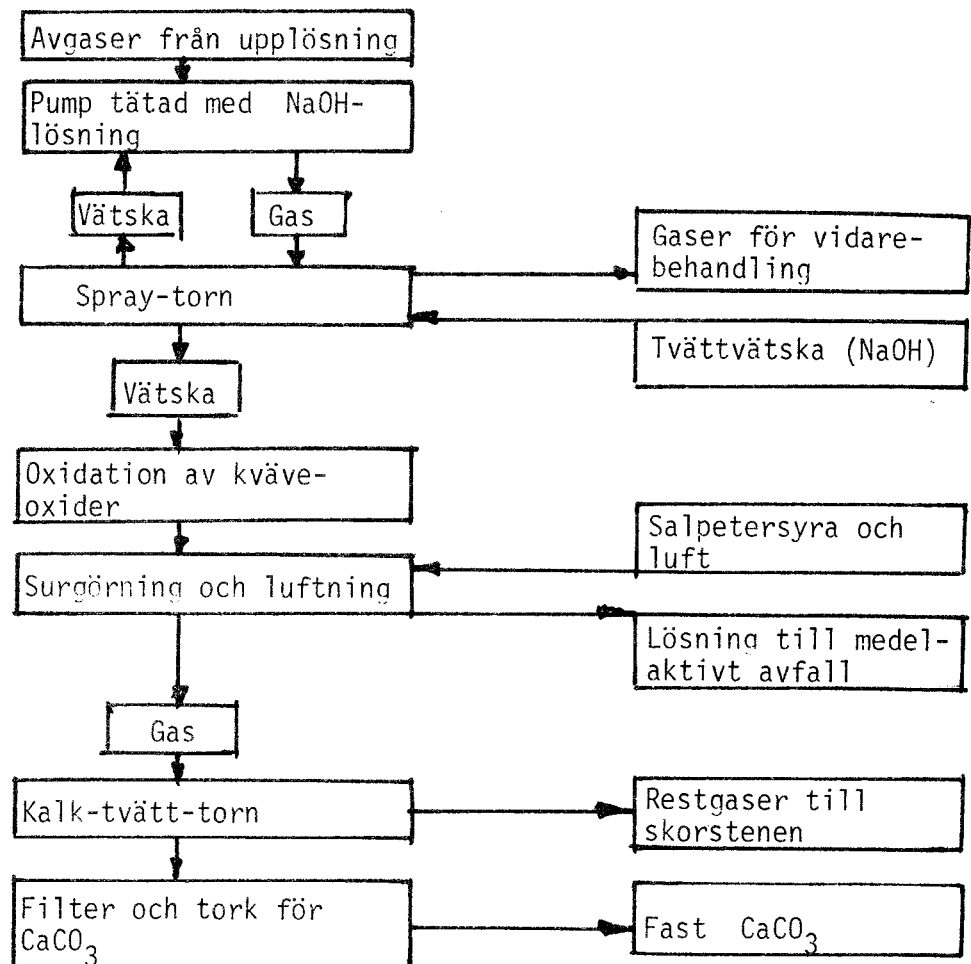 Avgaser från upplösning
Pump tätad med NaOH-
lösning
Vätska
Gas
Gaser för vidare-
behandling
Spray-torn
Tvättvätska (NaOH)
Vätska
Oxidation av kväve-
oxider
Salpetersyra och
luft
Surgörning och luftning
Lösning till medel-
aktivt avfall
Gas
Kalk-tvätt-torn
Restgaser till
skorstenen
Filter och tork för
CaCO3
Fast CaCO3